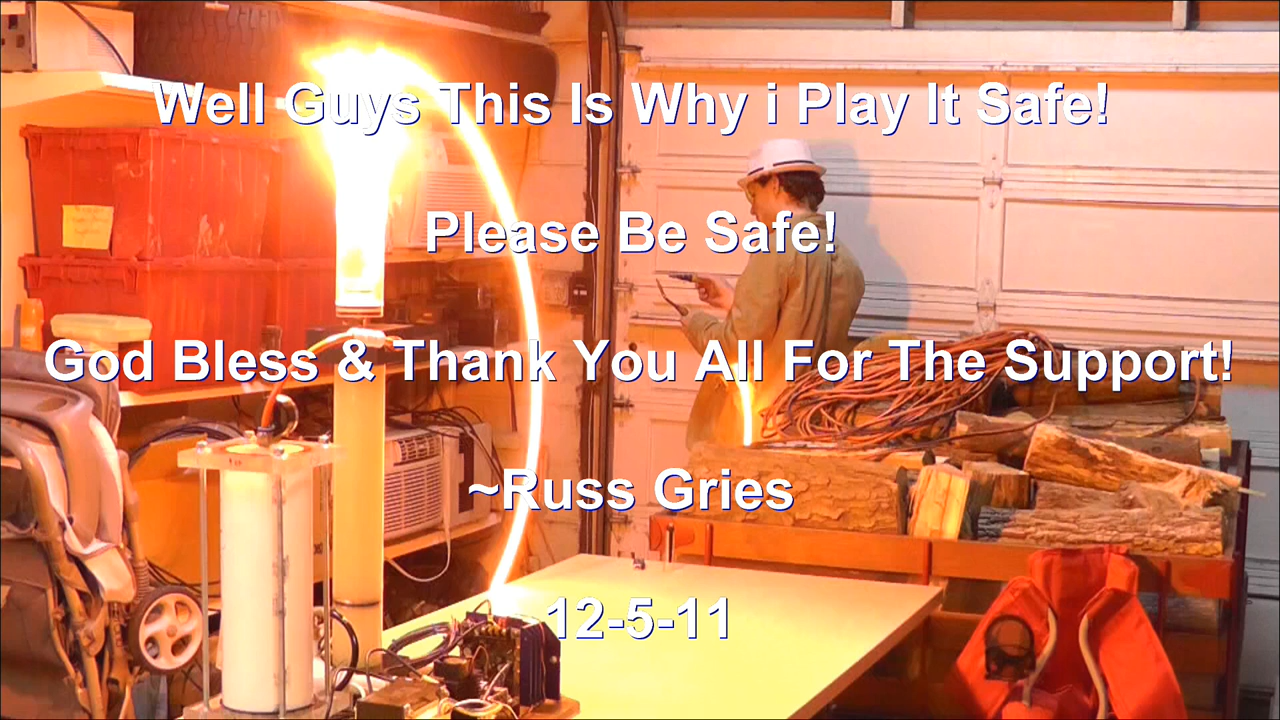 Well Guys This Is Why i Play It Safe!
Please Be Safe!
God Bless & Thank You All For The Support!
~Russ Gries
12-5-11